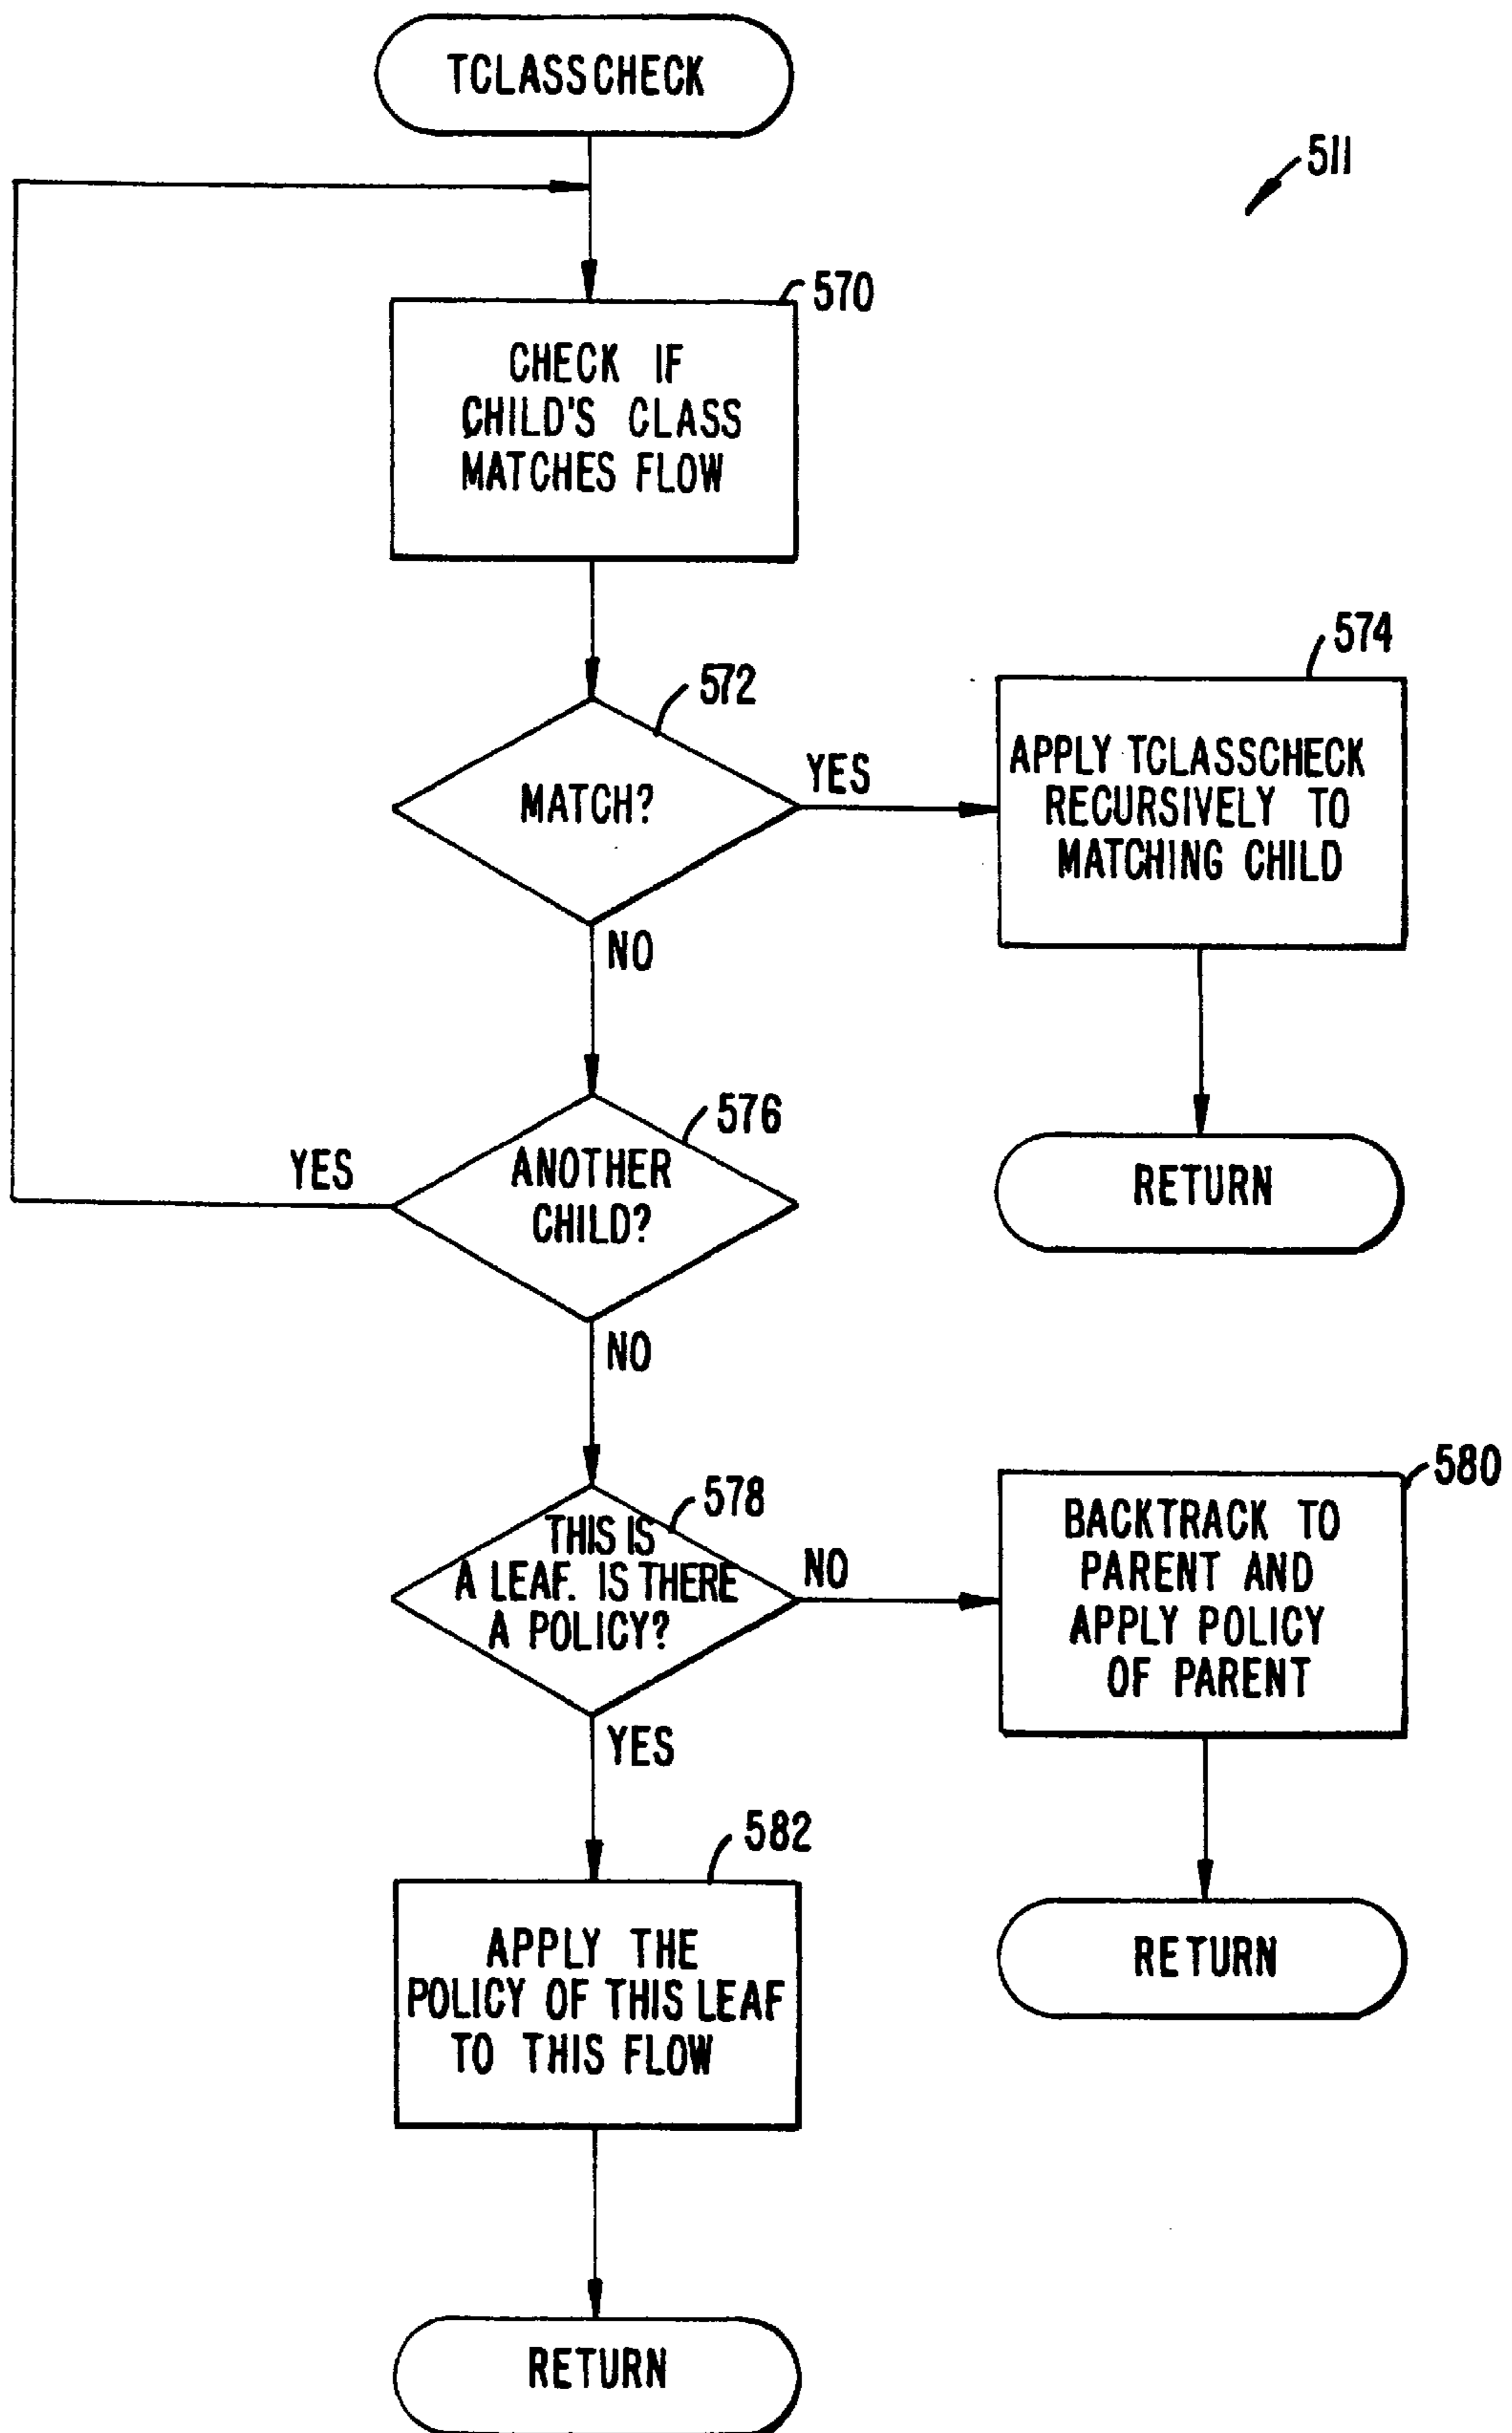 TCLASSCHECK
511
570
CHECK IF
CHILD'S CLASS
MATCHES FLOW
572
MATCH?
YES
NO
574
APPLY TCLASSCHECK
RECURSIVELY TO
MATCHING CHILD
RETURN
576
ANOTHER
CHILD?
YES
NO
578
THIS IS
A LEAF. IS THERE
A POLICY?
NO
YES
580
BACKTRACK TO
PARENT AND
APPLY POLICY
OF PARENT
RETURN
582
APPLY THE
POLICY OF THIS LEAF
TO THIS FLOW
RETURN